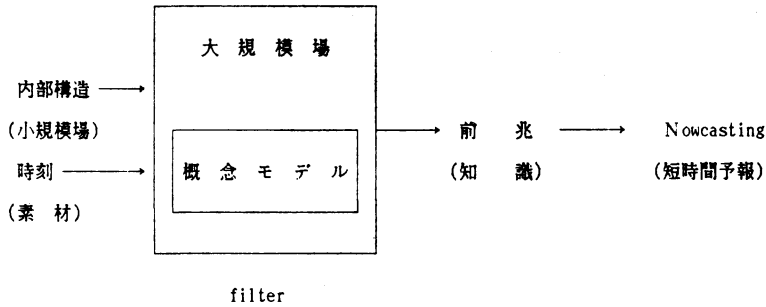 大規模場
内部構造
(小規模場)
時刻
(素材)
概念モデル
前兆
(知識)
Nowcasting
(短時間予報)
filter